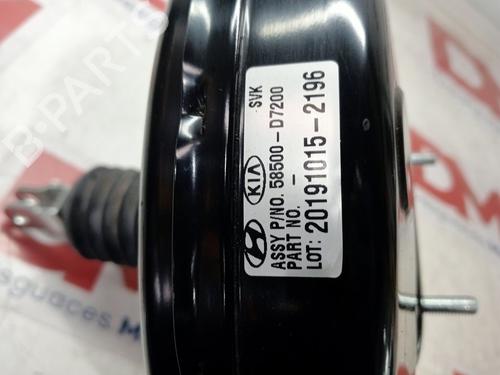 KIA
SVK
ASSY P/NO. 58500-D7200
PART NO. -
LOT: 20191015-2196
B-PARTS